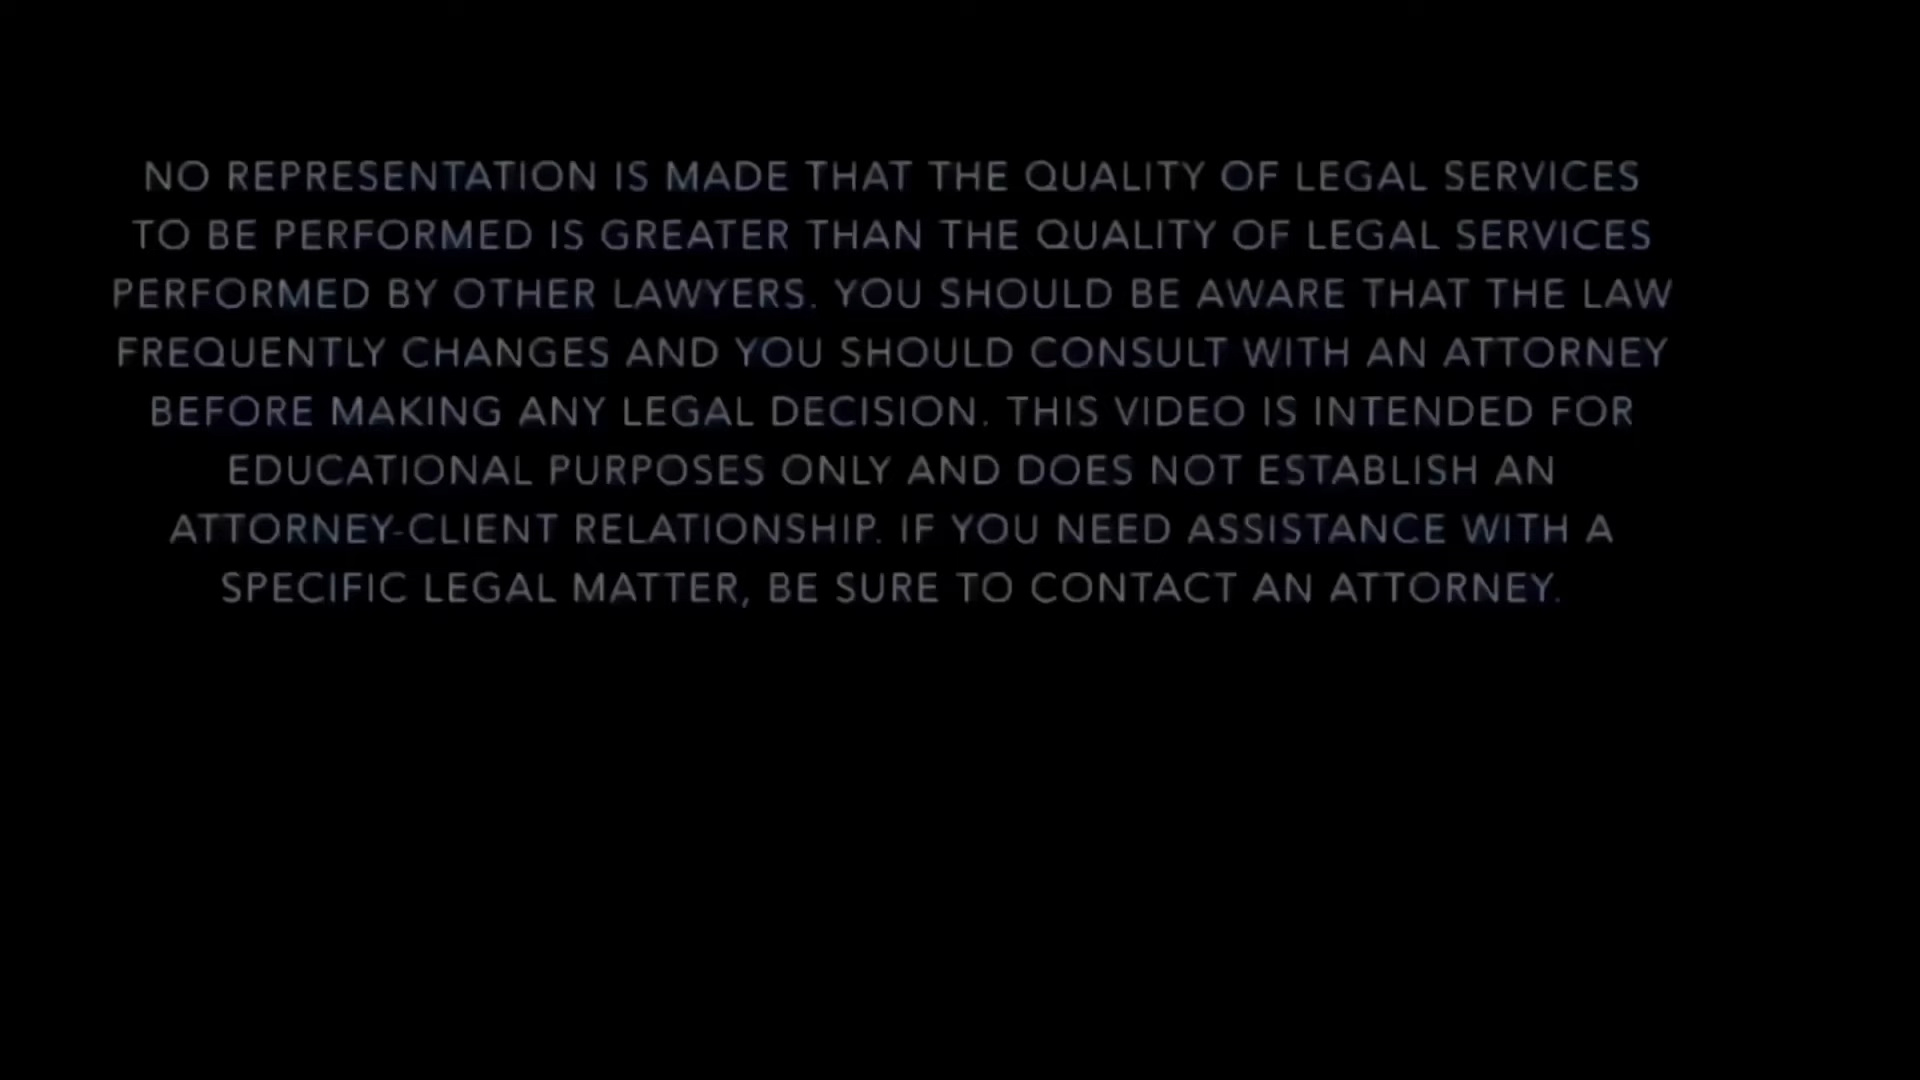 NO REPRESENTATION IS MADE THAT THE QUALITY OF LEGAL SERVICES
TO BE PERFORMED IS GREATER THAN THE QUALITY OF LEGAL SERVICES
PERFORMED BY OTHER LAWYERS. YOU SHOULD BE AWARE THAT THE LAW
FREQUENTLY CHANGES AND YOU SHOULD CONSULT WITH AN ATTORNEY
BEFORE MAKING ANY LEGAL DECISION. THIS VIDEO IS INTENDED FOR
EDUCATIONAL PURPOSES ONLY AND DOES NOT ESTABLISH AN
ATTORNEY-CLIENT RELATIONSHIP. IF YOU NEED ASSISTANCE WITH A
SPECIFIC LEGAL MATTER, BE SURE TO CONTACT AN ATTORNEY.